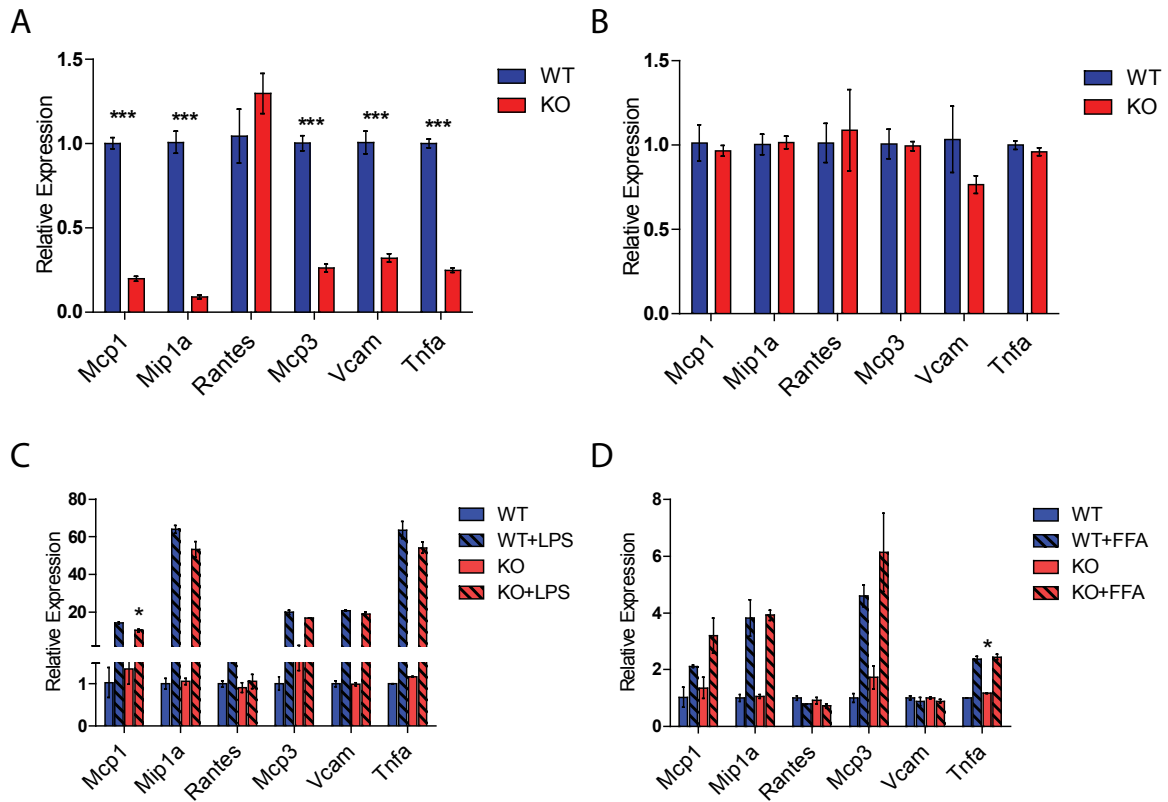 A
Relative Expression
1.5
1.0
0.5
0.0
*** *** *** *** ***
WT
KO
Mcp1 Mip1a Rantes Mcp3 Vcam Tnfa
B
Relative Expression
1.5
1.0
0.5
0.0
WT
KO
Mcp1 Mip1a Rantes Mcp3 Vcam Tnfa
C
Relative Expression
80
60
40
20
1
0
*
WT
WT+LPS
KO
KO+LPS
Mcp1 Mip1a Rantes Mcp3 Vcam Tnfa
D
Relative Expression
8
6
4
2
0
*
WT
WT+FFA
KO
KO+FFA
Mcp1 Mip1a Rantes Mcp3 Vcam Tnfa